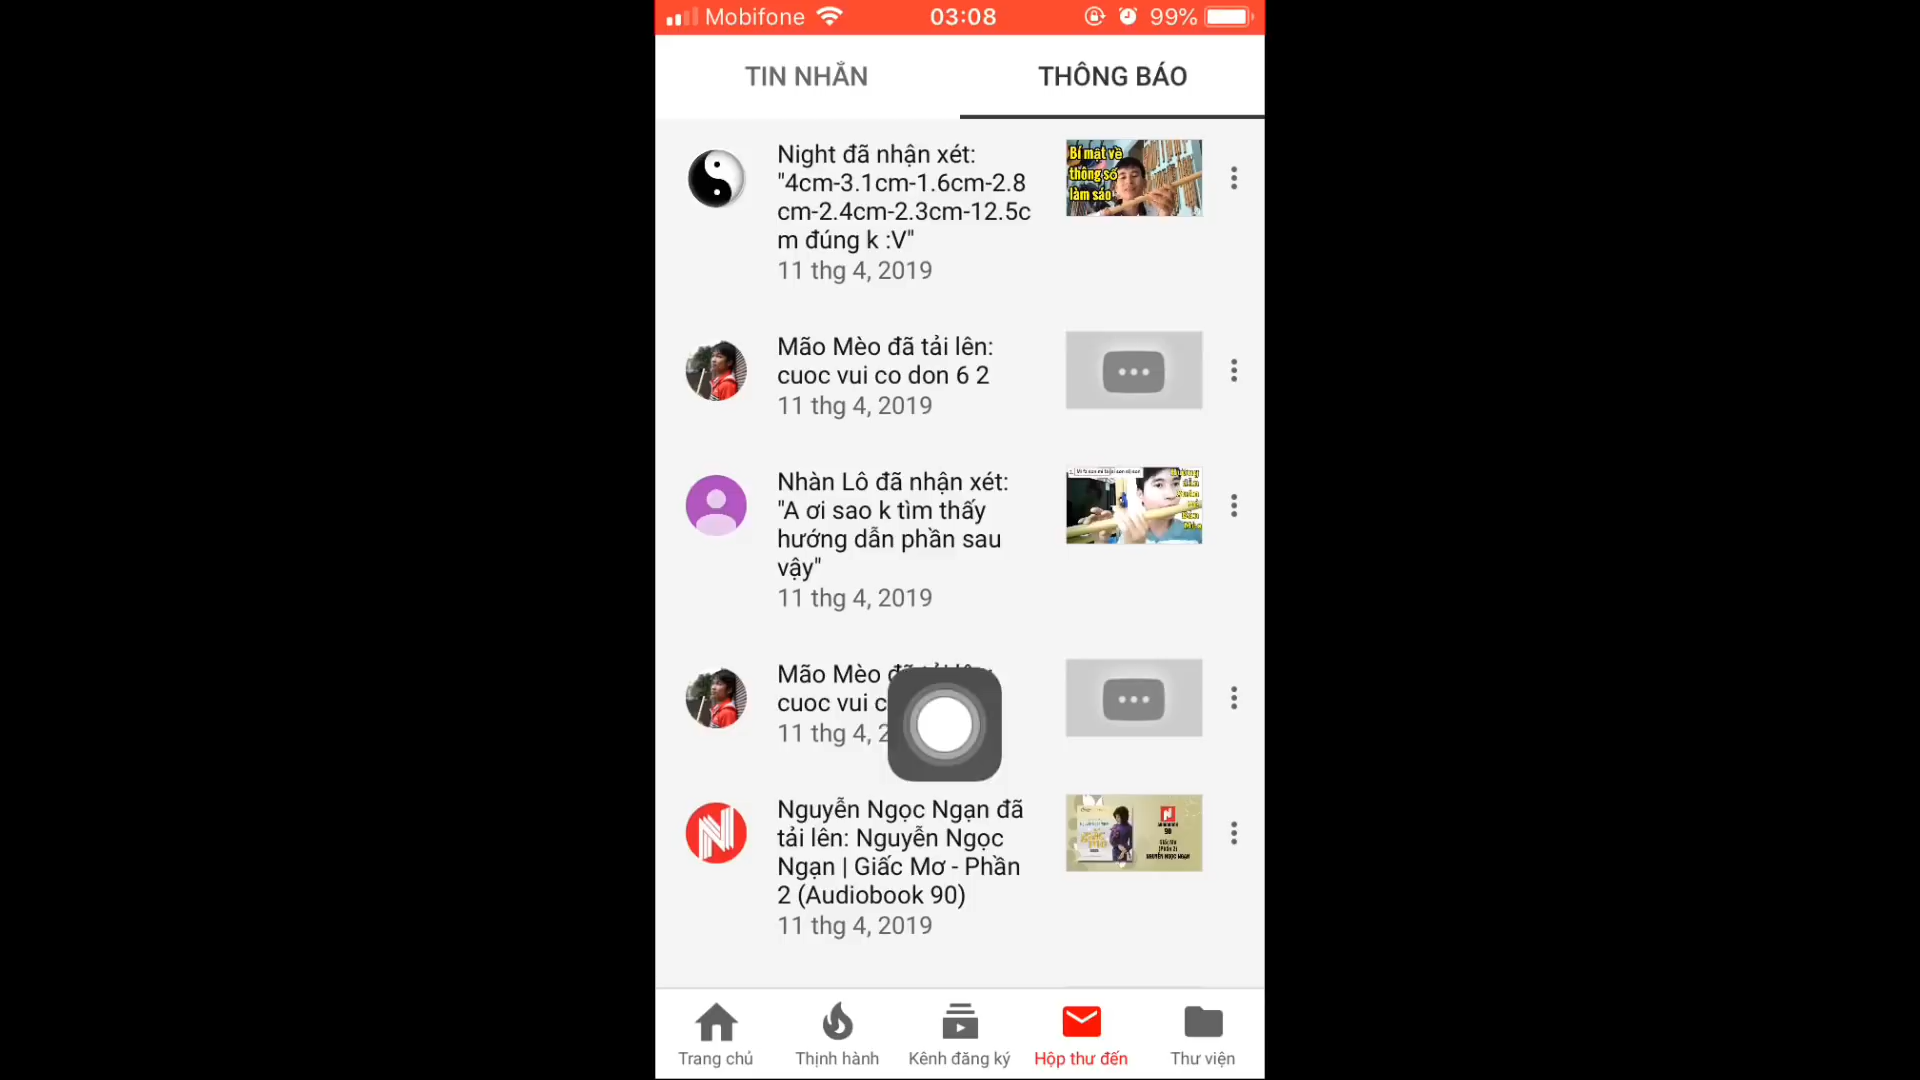 Mobifone 03:08 99%
TIN NHẮN THÔNG BÁO
Night đã nhận xét:
"4cm-3.1cm-1.6cm-2.8
cm-2.4cm-2.3cm-12.5c
m đúng k :V"
11 thg 4, 2019
Bí mật về
thông số
làm sáo
Mão Mèo đã tải lên:
cuoc vui co don 6 2
11 thg 4, 2019
Nhàn Lô đã nhận xét:
"A ơi sao k tìm thấy
hướng dẫn phần sau
vậy"
11 thg 4, 2019
Mão Mèo
cuoc vui
11 thg 4,
Nguyễn Ngọc Ngạn đã
tải lên: Nguyễn Ngọc
Ngạn | Giấc Mơ - Phần
2 (Audiobook 90)
11 thg 4, 2019
90
Trang chủ Thịnh hành Kênh đăng ký Hộp thư đến Thư viện